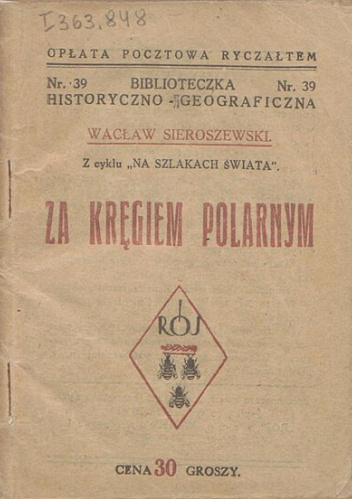 I 363.848
OPŁATA POCZTOWA RYCZAŁTEM
Nr. 39 BIBLIOTECZKA Nr. 39
HISTORYCZNO-GEOGRAFICZNA
WACŁAW SIEROSZEWSKI.
Z cyklu „NA SZLAKACH ŚWIATA".
ZA KRĘGIEM POLARNYM
RÓJ
CENA 30 GROSZY.